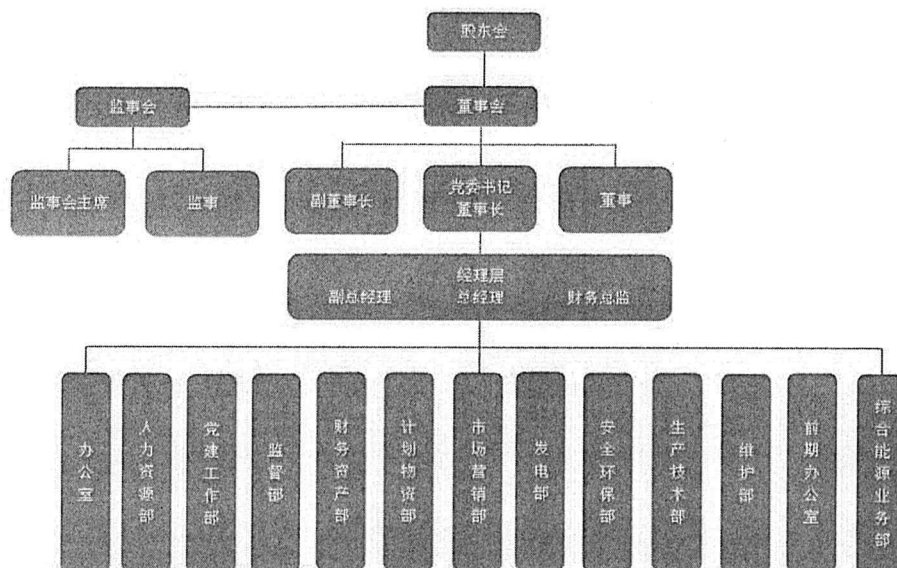 股东会
监事会
董事会
监事会主席
监事
副董事长
党委书记
董事长
董事
经理层
副总经理
总经理
财务总监
办公室
人力资源部
党建工作部
监督部
财务资产部
计划物资部
市场营销部
发电部
安全环保部
生产技术部
维护部
前期办公室
综合能源业务部